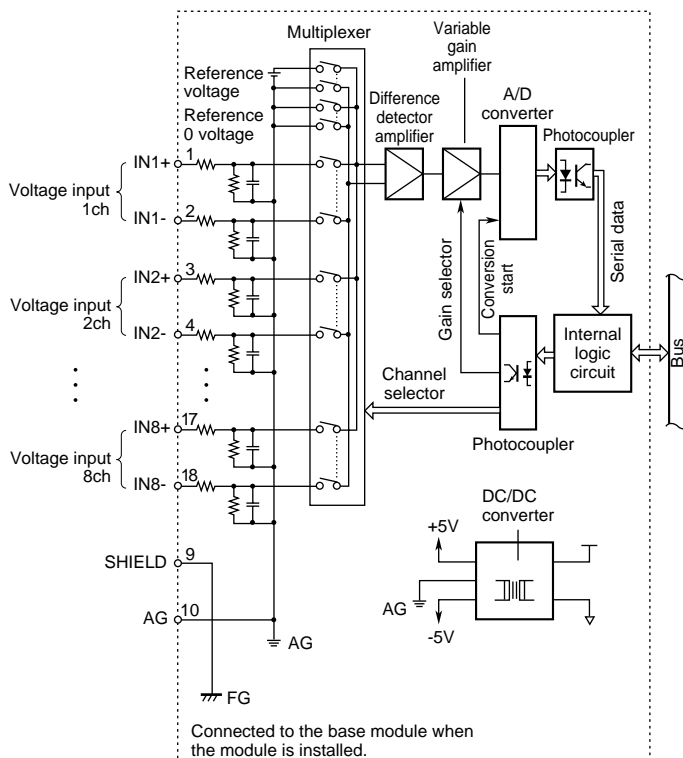 Multiplexer
Variable
gain
amplifier
Reference
voltage
Reference
0 voltage
Difference
detector
amplifier
A/D
converter
Photocoupler
IN1+
1
Voltage input
1ch
IN1-
2
IN2+
3
Voltage input
2ch
IN2-
4
IN8+
17
Voltage input
8ch
IN8-
18
Gain selector
Conversion
start
Serial data
Internal
logic
circuit
Bus
Channel
selector
Photocoupler
DC/DC
converter
+5V
AG
-5V
SHIELD
9
AG
10
AG
FG
Connected to the base module when
the module is installed.